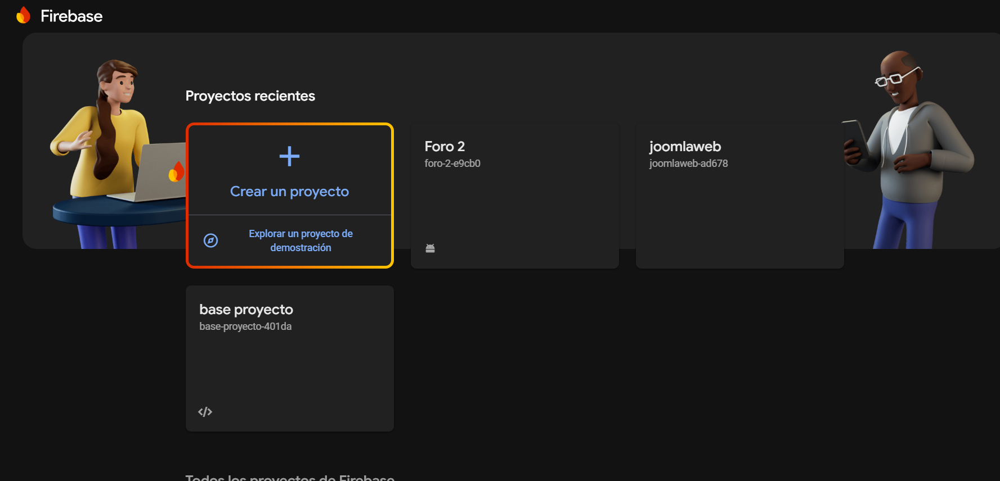 Firebase
Proyectos recientes
Crear un proyecto
Explorar un proyecto de
demostración
Foro 2
foro-2-e9cb0
joomlaweb
joomlaweb-ad678
base proyecto
base-proyecto-401da
Todos los proyectos de Firebase